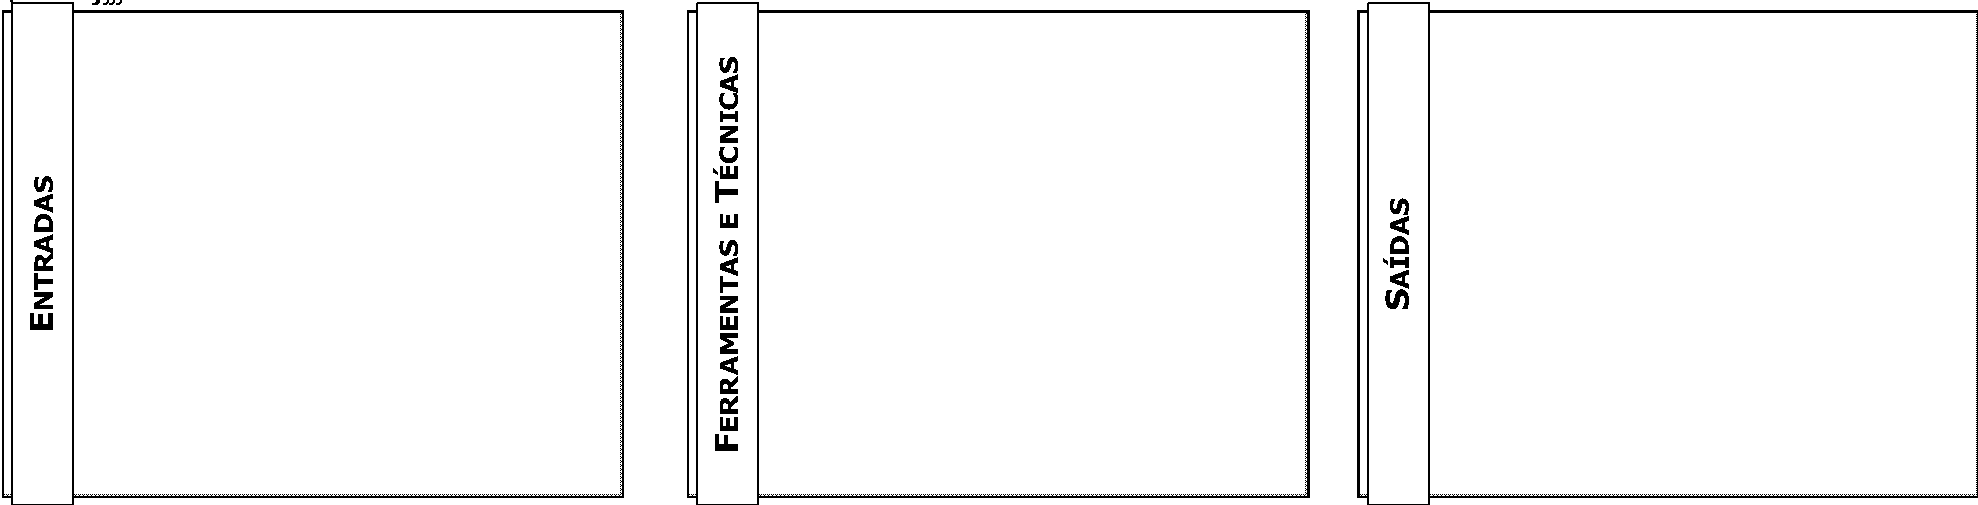 ENTRADAS
FERRAMENTAS E TÉCNICAS
SAÍDAS